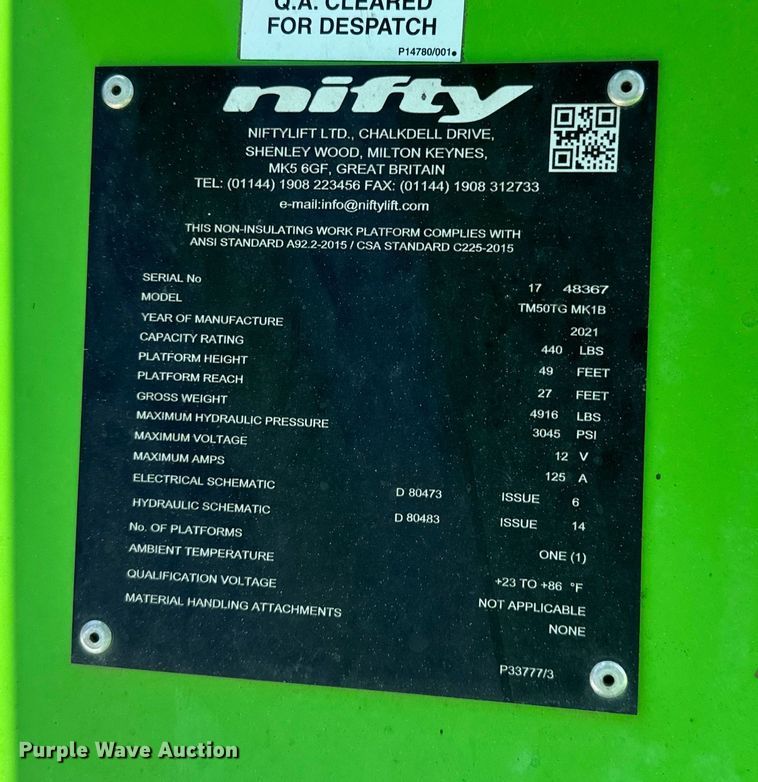 Q.A. CLEARED
FOR DESPATCH
P14780/001
nifty
NIFTYLIFT LTD., CHALKDELL DRIVE,
SHENLEY WOOD, MILTON KEYNES,
MK5 6GF, GREAT BRITAIN
TEL: (01144) 1908 223456 FAX: (01144) 1908 312733
e-mail:info@niftylift.com
THIS NON-INSULATING WORK PLATFORM COMPLIES WITH
ANSI STANDARD A92.2-2015 / CSA STANDARD C225-2015
SERIAL No 17 48367
MODEL TM50TG MK1B
YEAR OF MANUFACTURE 2021
CAPACITY RATING 440 LBS
PLATFORM HEIGHT 49 FEET
PLATFORM REACH 27 FEET
GROSS WEIGHT 4916 LBS
MAXIMUM HYDRAULIC PRESSURE 3045 PSI
MAXIMUM VOLTAGE 12 V
MAXIMUM AMPS 125 A
ELECTRICAL SCHEMATIC D 80473 ISSUE 6
HYDRAULIC SCHEMATIC D 80483 ISSUE 14
No. OF PLATFORMS ONE (1)
AMBIENT TEMPERATURE +23 TO +86 °F
QUALIFICATION VOLTAGE NOT APPLICABLE
MATERIAL HANDLING ATTACHMENTS NONE
P33777/3
Purple Wave Auction